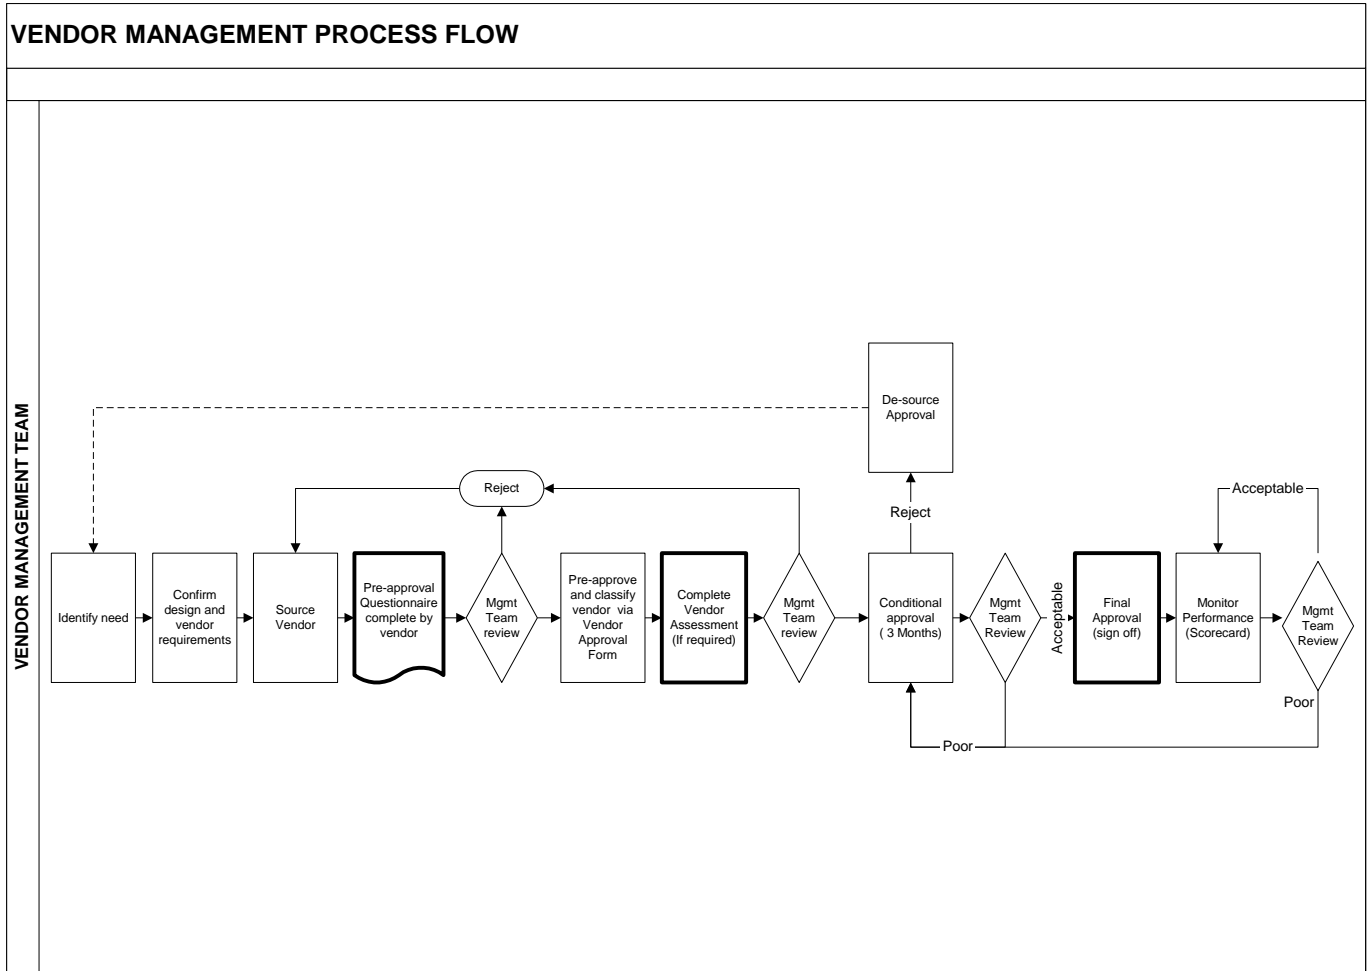 VENDOR MANAGEMENT PROCESS FLOW
VENDOR MANAGEMENT TEAM
De-source
Approval
Reject
Reject
Acceptable
Identify need
Confirm
design and
vendor
requirements
Source
Vendor
Pre-approval
Questionnaire
complete by
vendor
Mgmt
Team
review
Pre-approve
and classify
vendor via
Vendor
Approval
Form
Complete
Vendor
Assessment
(If required)
Mgmt
Team
review
Conditional
approval
( 3 Months)
Mgmt
Team
Review
Acceptable
Final
Approval
(sign off)
Monitor
Performance
(Scorecard)
Mgmt
Team
Review
Poor
Poor